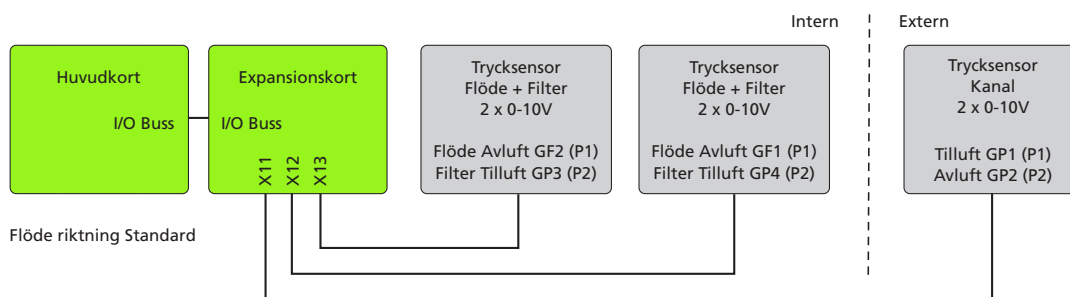 Intern
Extern
Huvudkort
I/O Buss
Expansionskort
I/O Buss
X11
X12
X13
Trycksensor
Flöde + Filter
2 x 0-10V
Flöde Avluft GF2 (P1)
Filter Tilluft GP3 (P2)
Trycksensor
Flöde + Filter
2 x 0-10V
Flöde Avluft GF1 (P1)
Filter Tilluft GP4 (P2)
Trycksensor
Kanal
2 x 0-10V
Tilluft GP1 (P1)
Avluft GP2 (P2)
Flöde riktning Standard